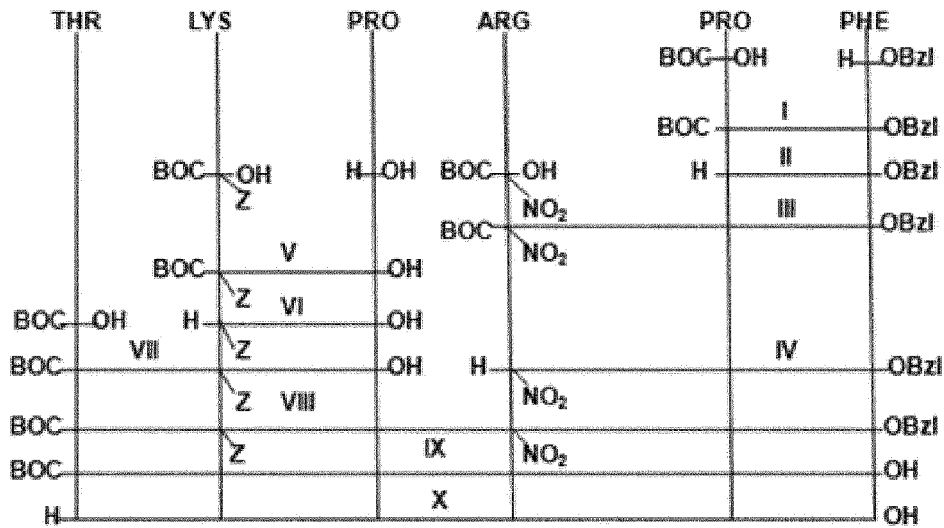 THR LYS PRO ARG PRO PHE
BOC OH H OBzl
I
BOC OBzl
BOC OH H OH BOC OH H II OBzl
Z NO₂
BOC III OBzl
NO₂
BOC V OH
Z
BOC OH H VI OH
VII Z IV
BOC OH H OBzl
Z VIII NO₂
BOC OBzl
Z IX NO₂
BOC OH
X
H OH